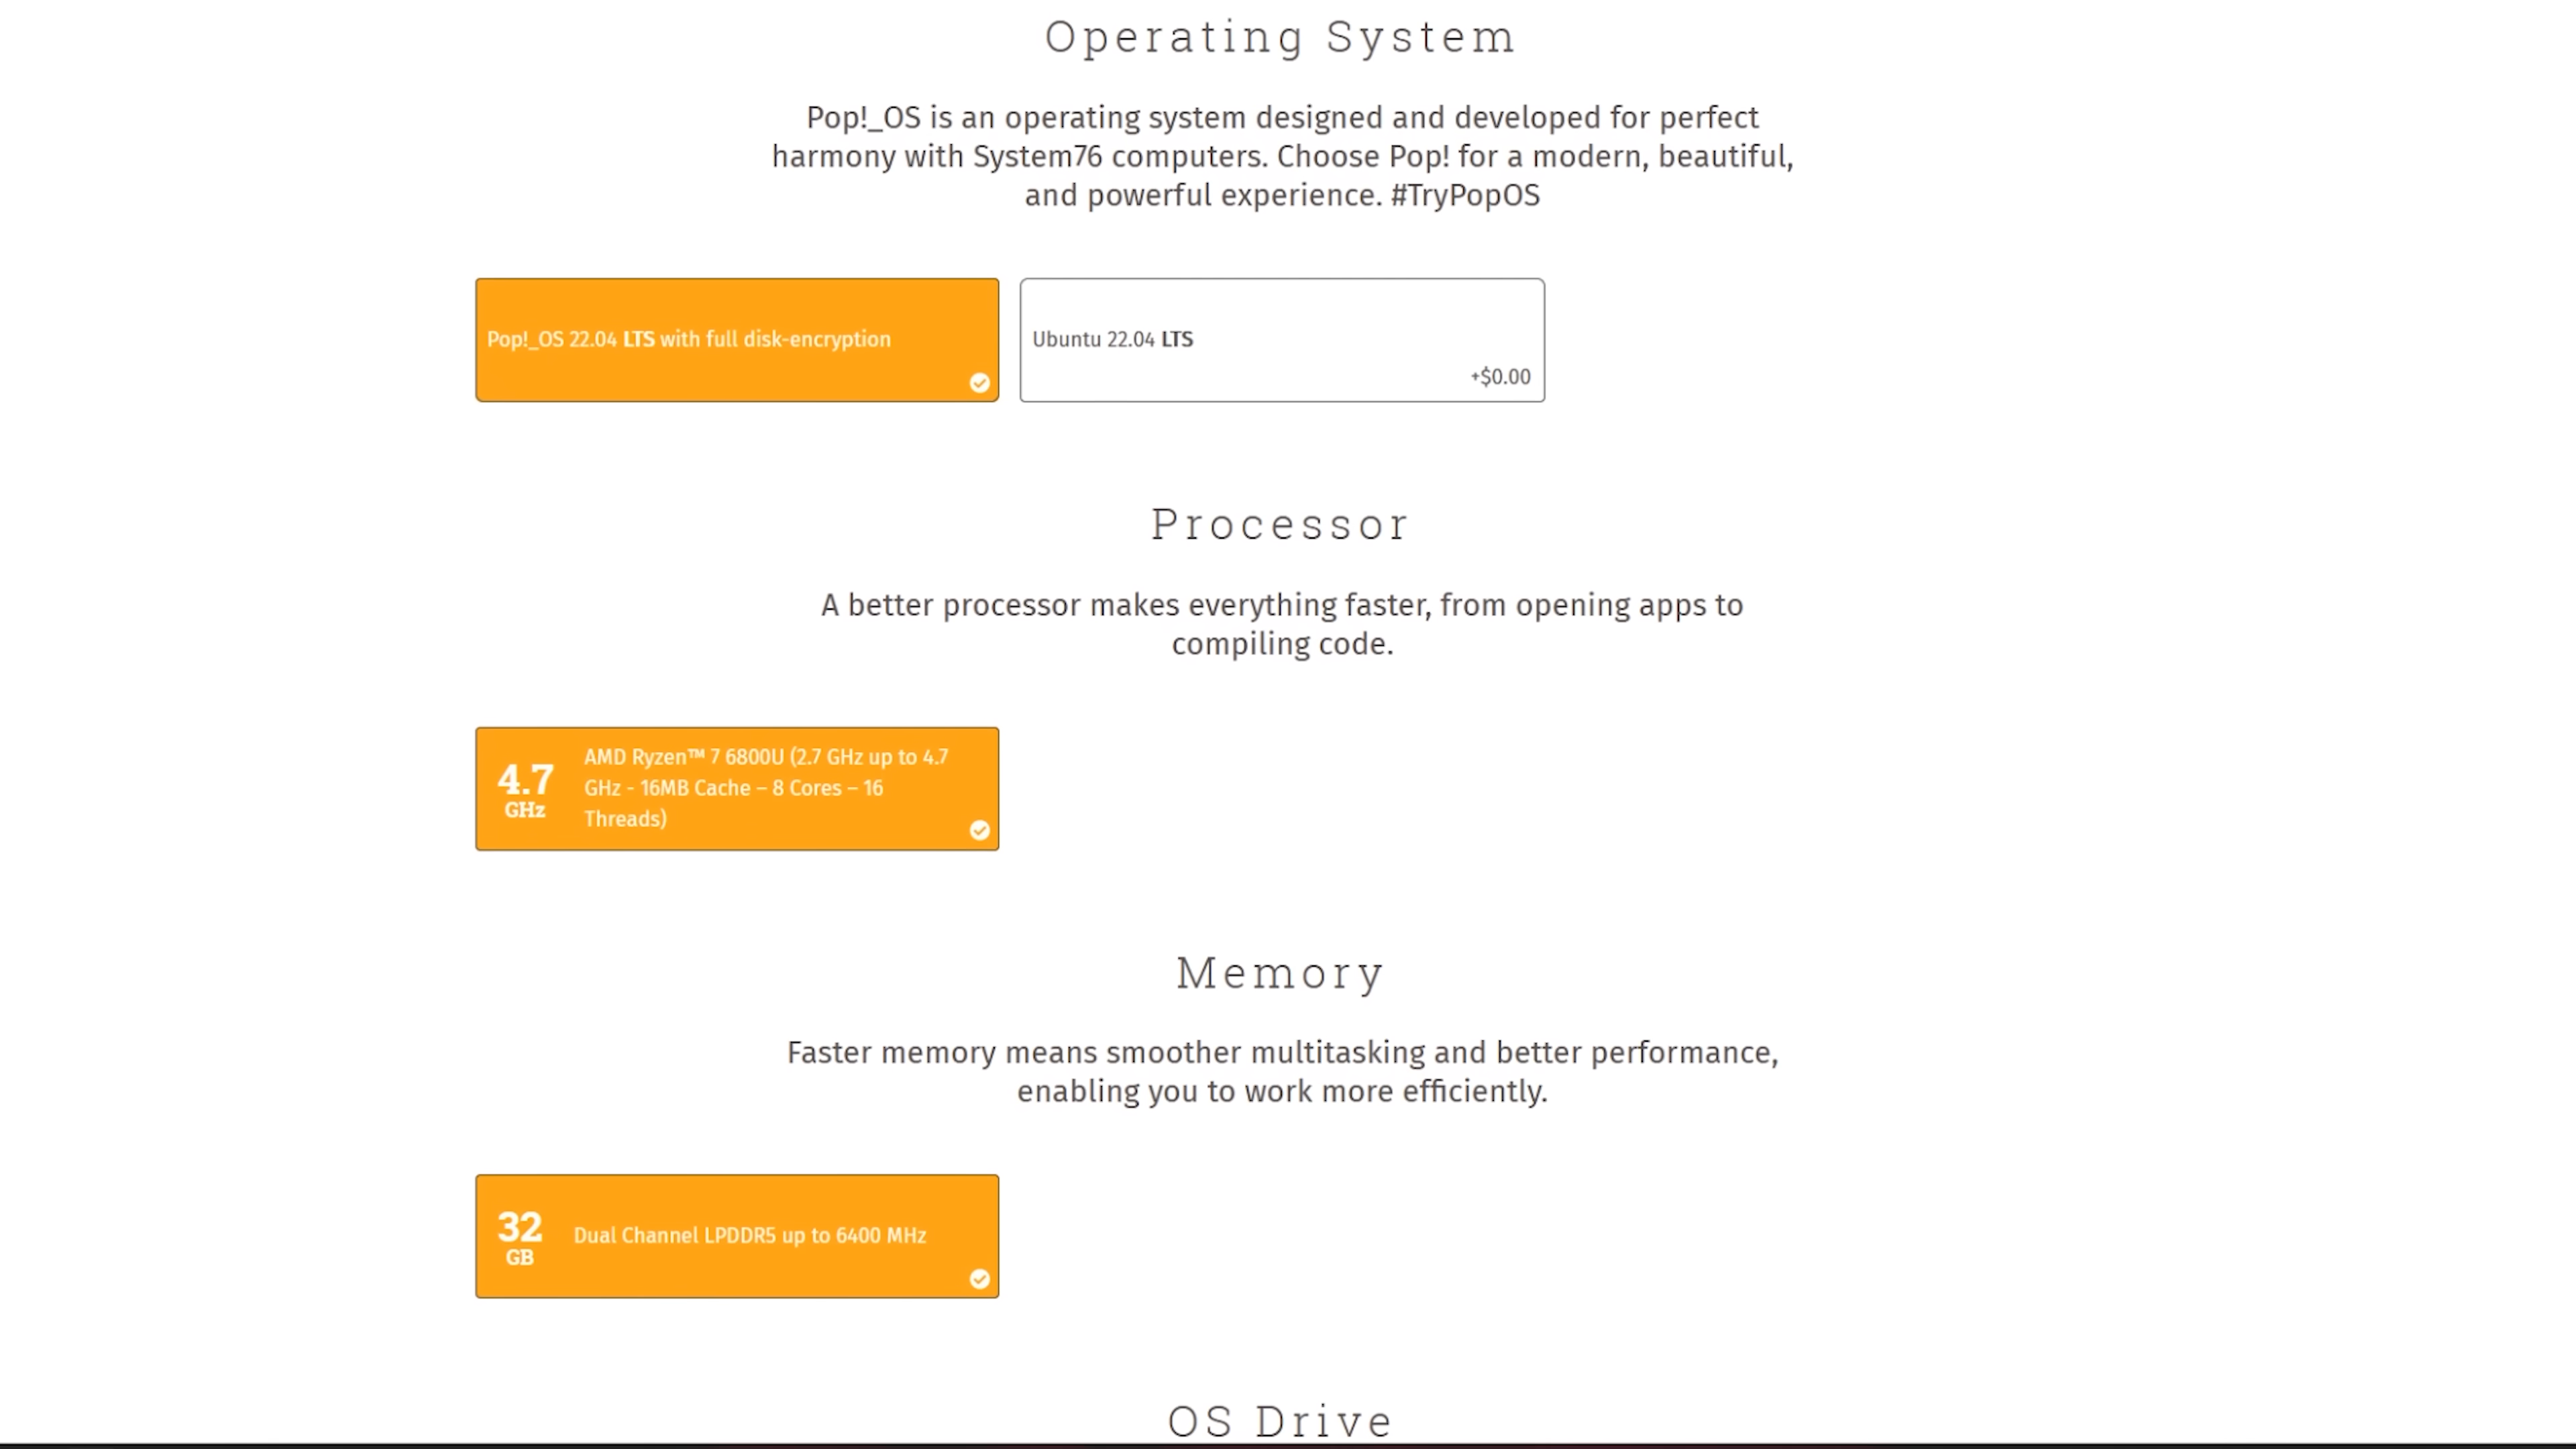 Operating System
Pop!_OS is an operating system designed and developed for perfect
harmony with System76 computers. Choose Pop! for a modern, beautiful,
and powerful experience. #TryPopOS
Pop!_OS 22.04 LTS with full disk-encryption
Ubuntu 22.04 LTS
+$0.00
Processor
A better processor makes everything faster, from opening apps to
compiling code.
4.7
GHz
AMD Ryzen™ 7 6800U (2.7 GHz up to 4.7
GHz - 16MB Cache – 8 Cores – 16
Threads)
Memory
Faster memory means smoother multitasking and better performance,
enabling you to work more efficiently.
32
GB
Dual Channel LPDDR5 up to 6400 MHz
OS Drive